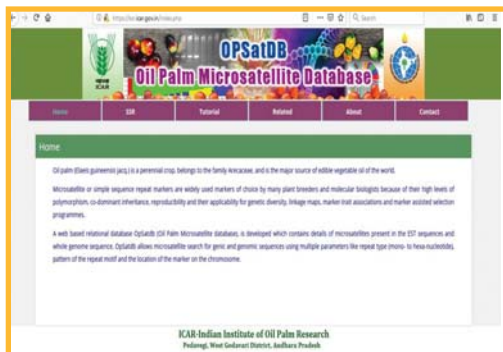 Search
OPSatDB
Oil Palm Microsatellite Database
ICAR
Home SSR Tutorial Related About Contact
Home
Oil palm (Elaeis guineensis Jacq.) is a perennial crop, belongs to the family Arecaceae, and is the major source of edible vegetable oil of the world.
Microsatellite or simple sequence repeat markers are widely used markers of choice by many plant breeders and molecular biologists because of their high levels of
polymorphism, co-dominant inheritance, reproducibility and their applicability for genetic diversity, linkage maps, marker trait associations and marker assisted selection
programmes.
A web based relational database OpSatdb (Oil Palm Microsatellite database), is developed which contains details of microsatellites present in the EST sequences and
whole genome sequence. OpSatdb allows microsatellite search for genic and genomic sequences using multiple parameters like repeat type (mono- to hexa-nucleotide),
pattern of the repeat motif and the location of the marker on the chromosome.
ICAR-Indian Institute of Oil Palm Research
Pedavegi, West Godavari District, Andhra Pradesh